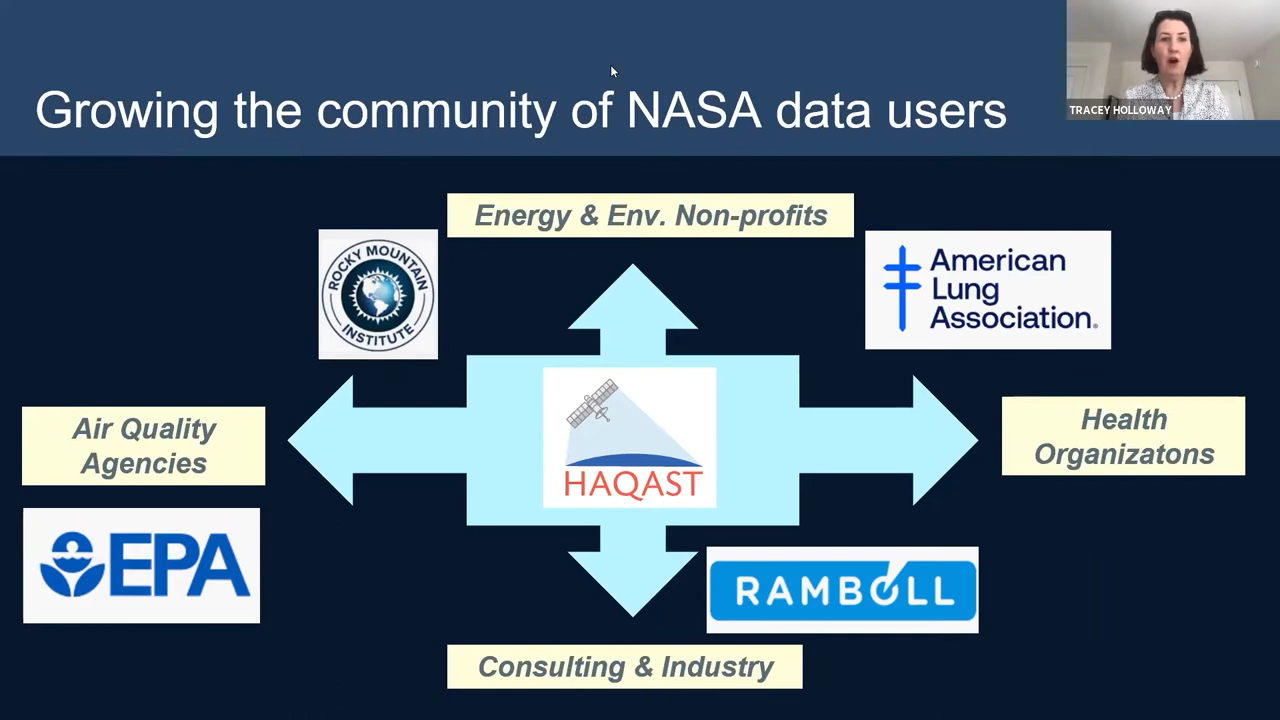 Growing the community of NASA data users
TRACEY HOLLOWAY
Energy & Env. Non-profits
ROCKY MOUNTAIN
INSTITUTE
American
Lung
Association®
Air Quality
Agencies
EPA
HAQAST
Health
Organizatons
RAMBOLL
Consulting & Industry